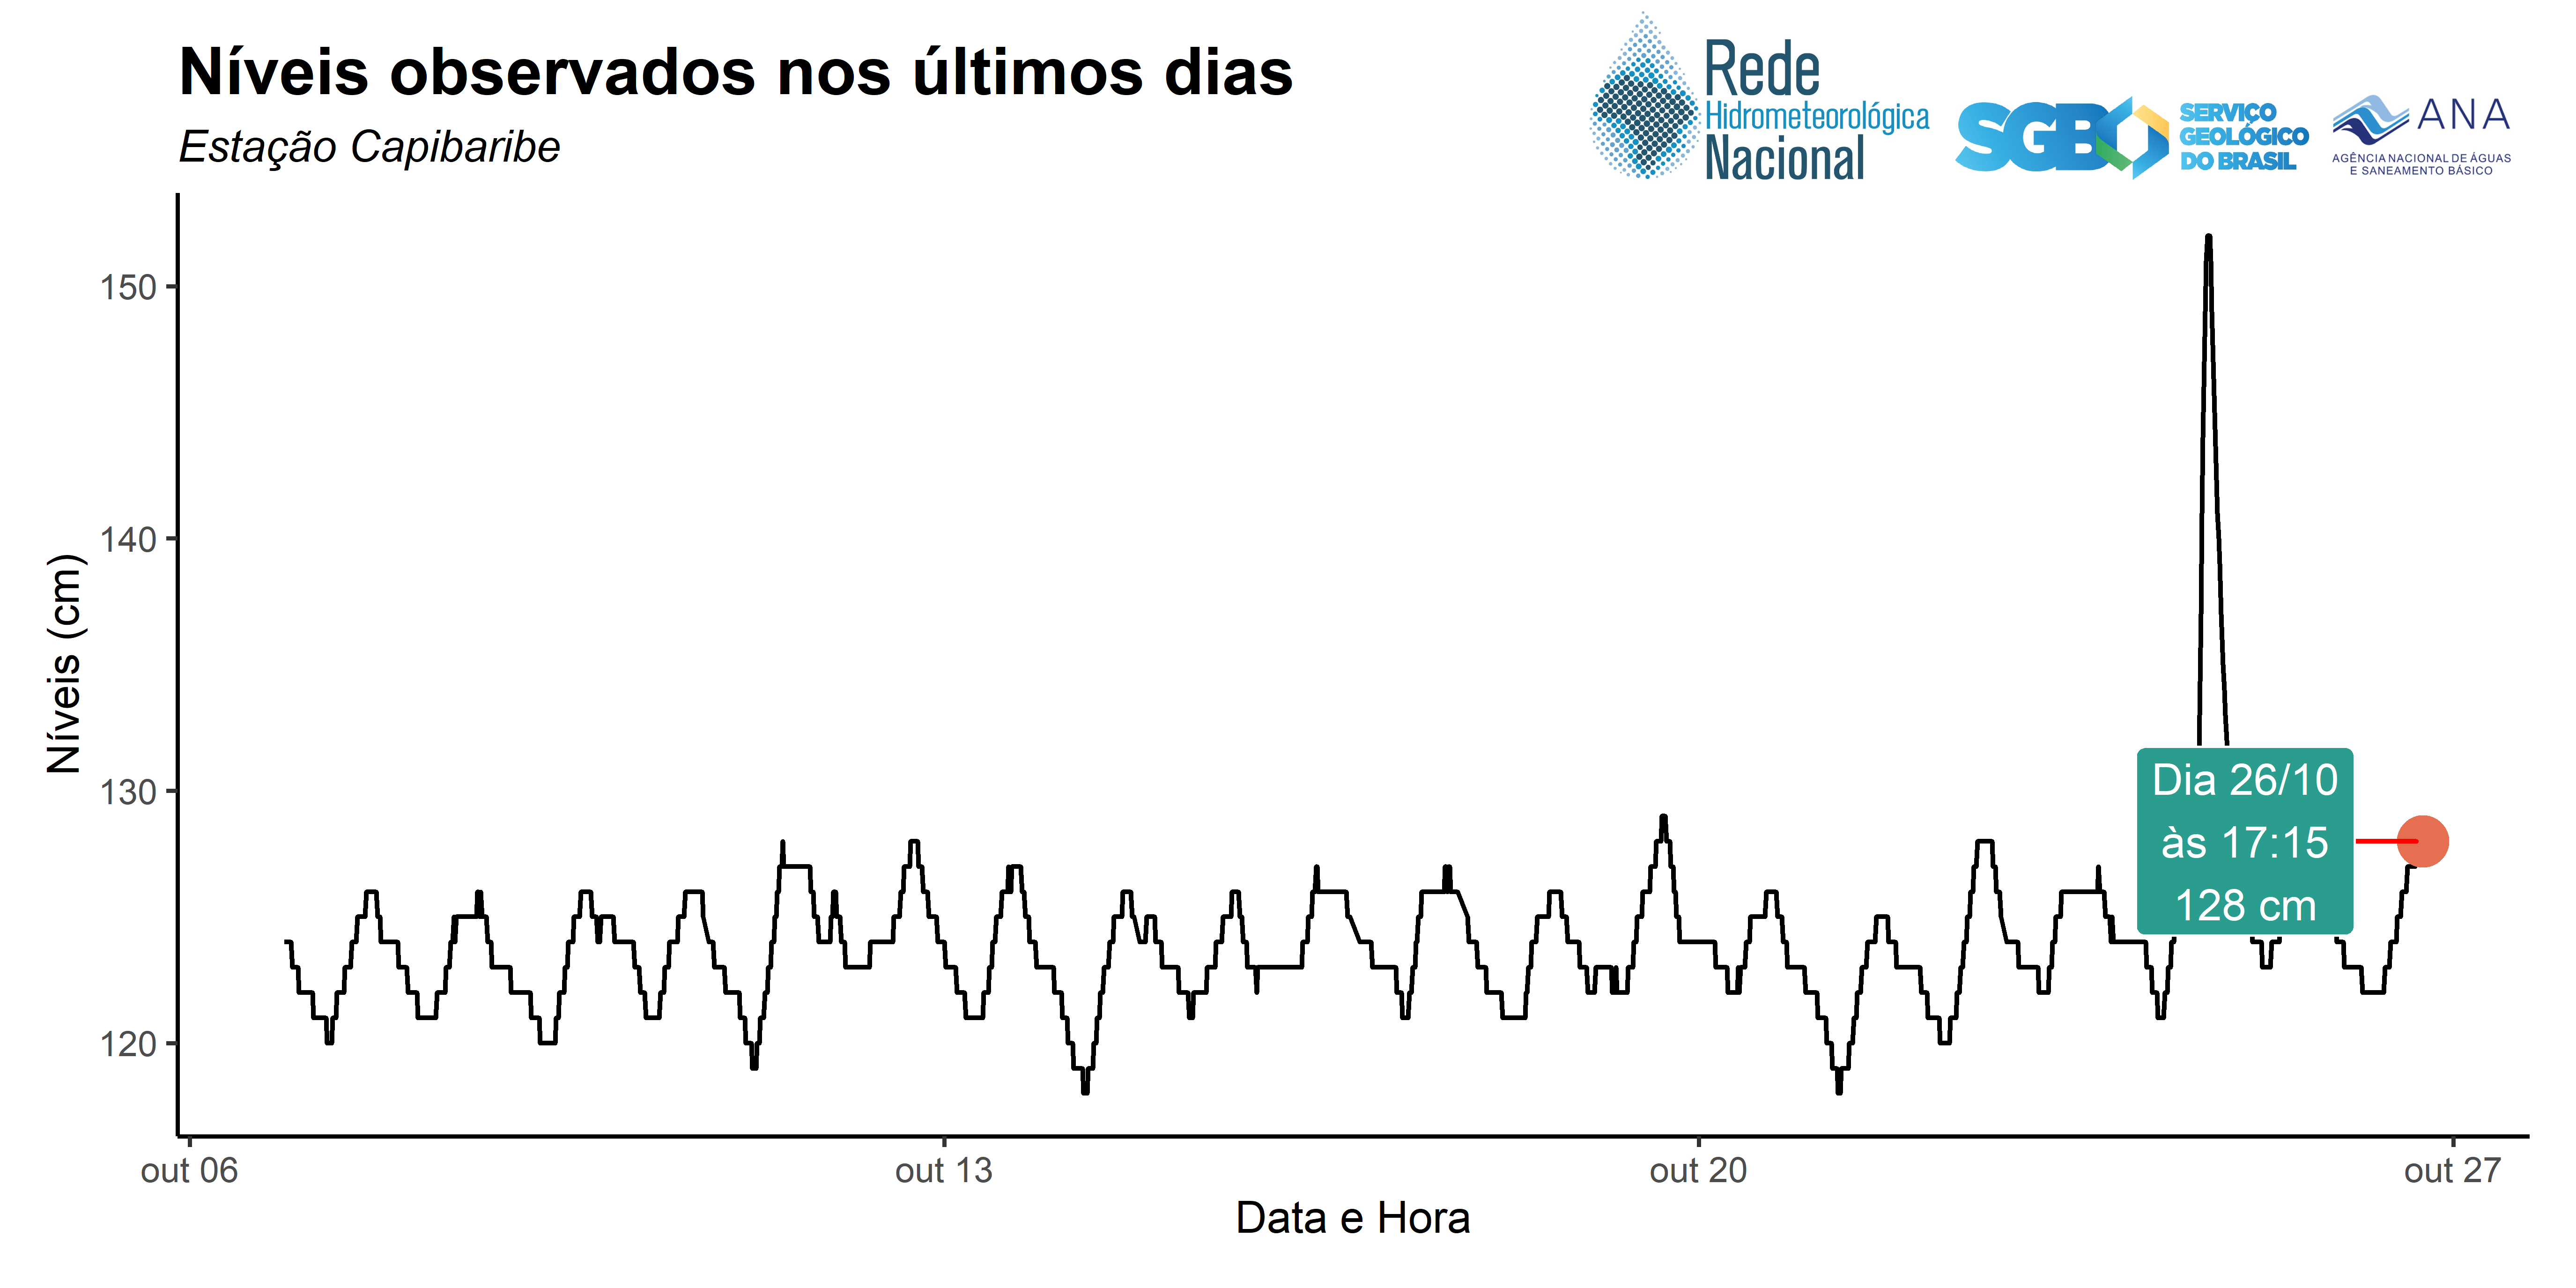 Níveis observados nos últimos dias
Estação Capibaribe
Rede
Hidrometeorológica
Nacional
SGB
SERVIÇO
GEOLÓGICO
DO BRASIL
ANA
AGÊNCIA NACIONAL DE ÁGUAS
E SANEAMENTO BÁSICO
Níveis (cm)
150
140
130
120
Dia 26/10
às 17:15
128 cm
out 06
out 13
out 20
out 27
Data e Hora